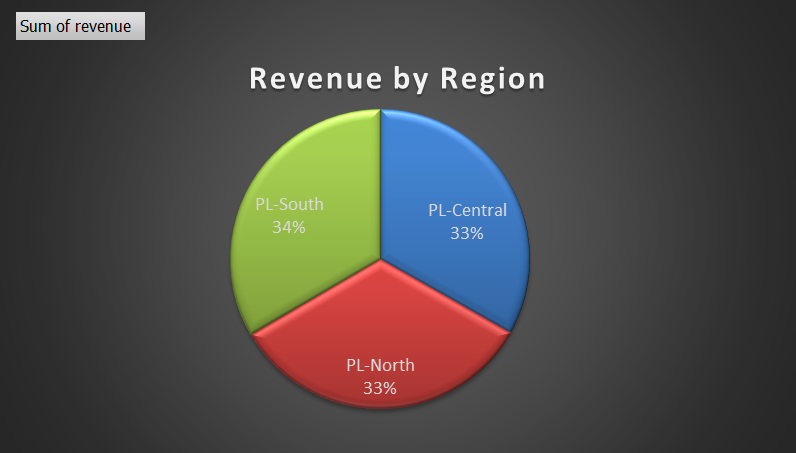 Sum of revenue
Revenue by Region
PL-South
34%
PL-Central
33%
PL-North
33%